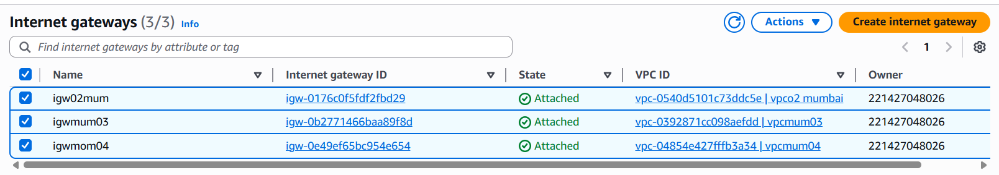 Internet gateways (3/3) Info Actions Create internet gateway
Find internet gateways by attribute or tag 1
Name Internet gateway ID State VPC ID Owner
igw02mum igw-0176c0f5fdf2fbd29 Attached vpc-0540d5101c73ddc5e | vpco2 mumbai 221427048026
igwmum03 igw-0b2771466baa89f8d Attached vpc-0392871cc098aefdd | vpcmum03 221427048026
igwmom04 igw-0e49ef65bc954e654 Attached vpc-04854e427fffb3a34 | vpcmum04 221427048026